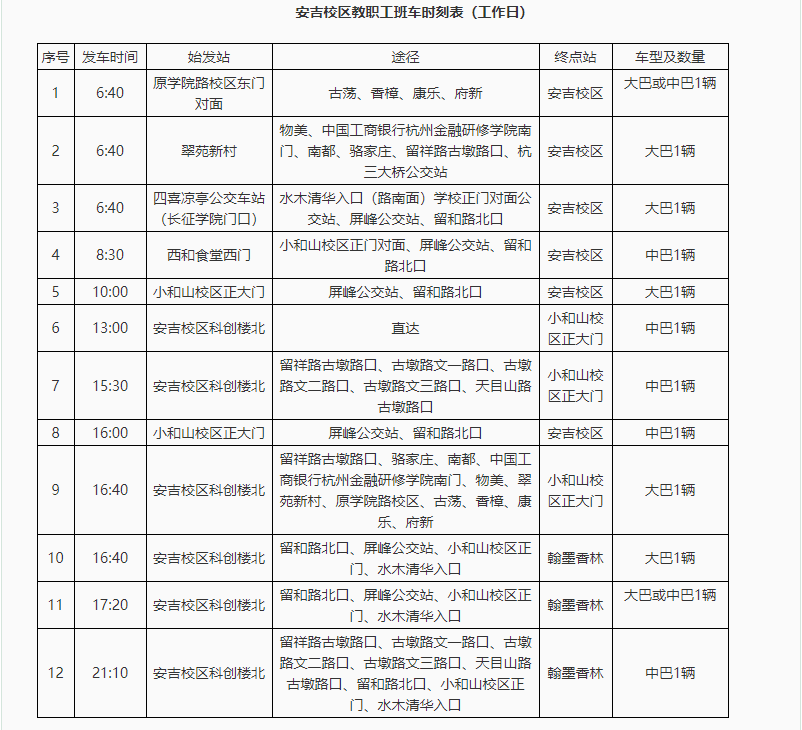 安吉校区教职工班车时刻表（工作日）
序号 发车时间 始发站 途径 终点站 车型及数量
1 6:40 原学院路校区东门对面 古荡、香樟、康乐、府新 安吉校区 大巴或中巴1辆
2 6:40 翠苑新村 物美、中国工商银行杭州金融研修学院南门、南都、骆家庄、留祥路古墩路口、杭三大桥公交站 安吉校区 大巴1辆
3 6:40 四喜凉亭公交车站（长征学院门口） 水木清华入口（路南面）学校正门对面公交站、屏峰公交站、留和路北口 安吉校区 大巴1辆
4 8:30 西和食堂西门 小和山校区正门对面、屏峰公交站、留和路北口 安吉校区 中巴1辆
5 10:00 小和山校区正大门 屏峰公交站、留和路北口 安吉校区 大巴1辆
6 13:00 安吉校区科创楼北 直达 小和山校区正大门 中巴1辆
7 15:30 安吉校区科创楼北 留祥路古墩路口、古墩路文一路口、古墩路文二路口、古墩路文三路口、天目山路古墩路口 小和山校区正大门 中巴1辆
8 16:00 小和山校区正大门 屏峰公交站、留和路北口 安吉校区 中巴1辆
9 16:40 安吉校区科创楼北 留祥路古墩路口、骆家庄、南都、中国工商银行杭州金融研修学院南门、物美、翠苑新村、原学院路校区、古荡、香樟、康乐、府新 小和山校区正大门 大巴1辆
10 16:40 安吉校区科创楼北 留和路北口、屏峰公交站、小和山校区正门、水木清华入口 翰墨香林 大巴1辆
11 17:20 安吉校区科创楼北 留和路北口、屏峰公交站、小和山校区正门、水木清华入口 翰墨香林 大巴或中巴1辆
12 21:10 安吉校区科创楼北 留祥路古墩路口、古墩路文一路口、古墩路文二路口、古墩路文三路口、天目山路古墩路口、留和路北口、小和山校区正门、水木清华入口 翰墨香林 中巴1辆